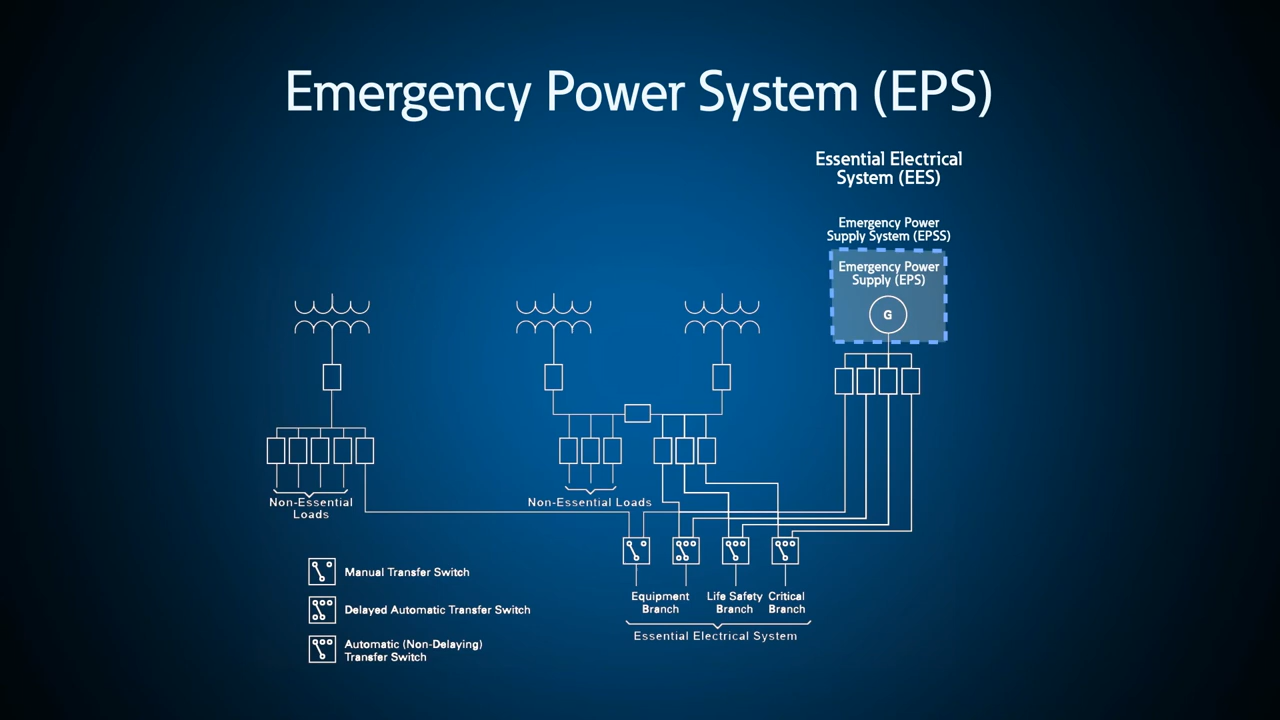 Emergency Power System (EPS)
Essential Electrical
System (EES)
Emergency Power
Supply System (EPSS)
Emergency Power
Supply (EPS)
G
Non-Essential
Loads
Non-Essential Loads
Manual Transfer Switch
Delayed Automatic Transfer Switch
Automatic (Non-Delaying)
Transfer Switch
Equipment
Branch
Life Safety
Branch
Critical
Branch
Essential Electrical System